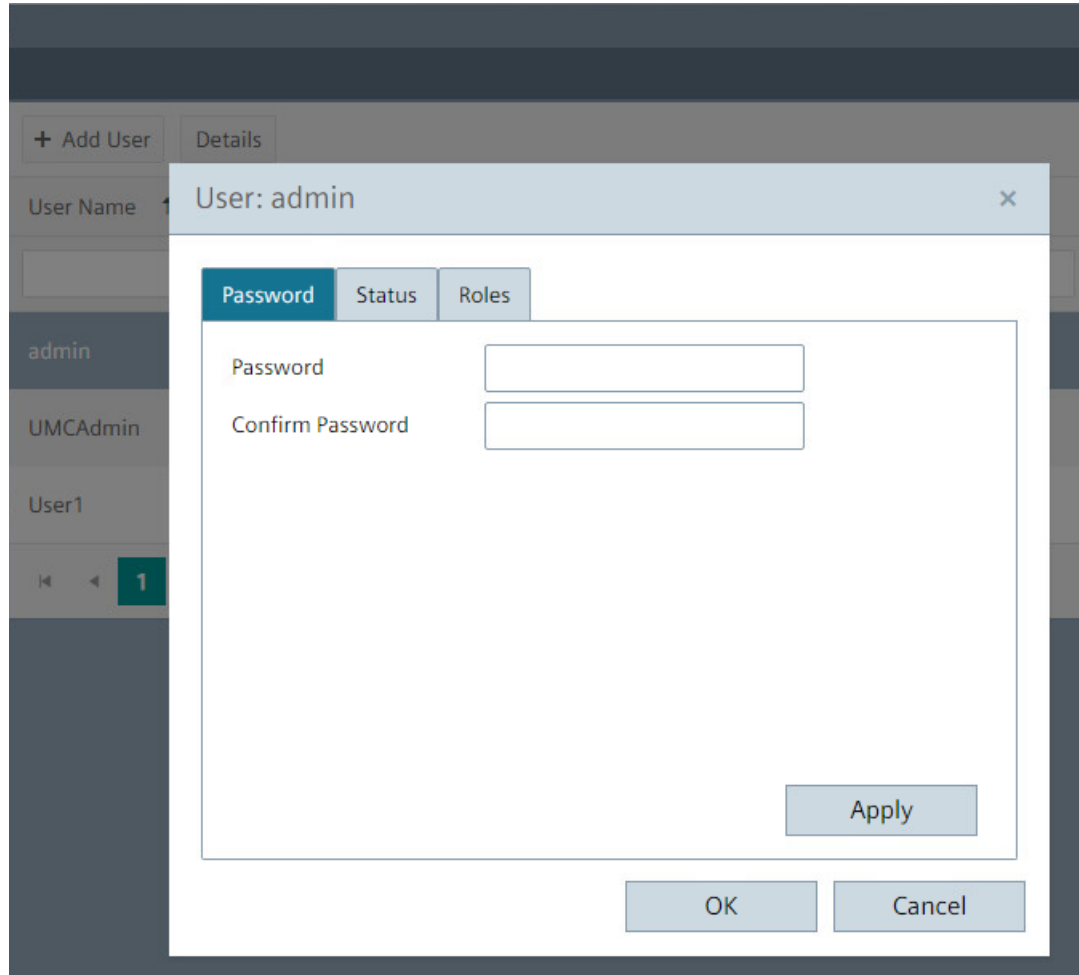 + Add User
Details
User Name
User: admin
×
Password
Status
Roles
admin
Password
Confirm Password
UMCAdmin
User1
1
Apply
OK
Cancel